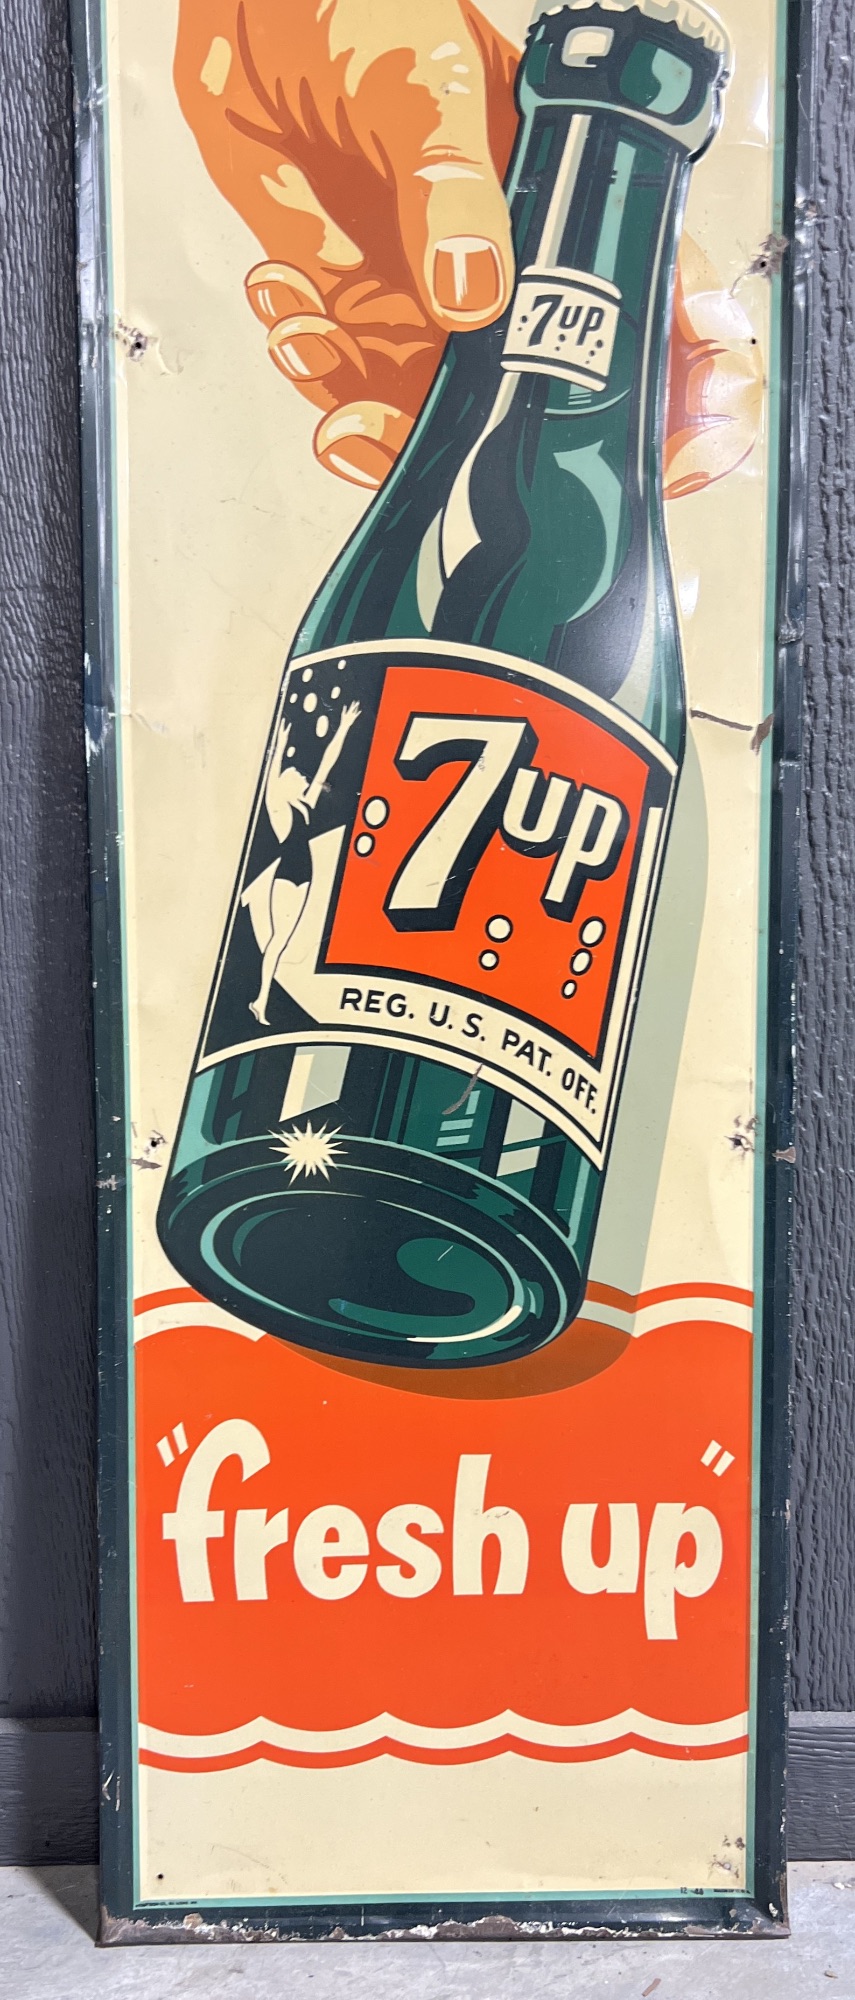 7up
7up
REG. U.S. PAT. OFF.
"fresh up"